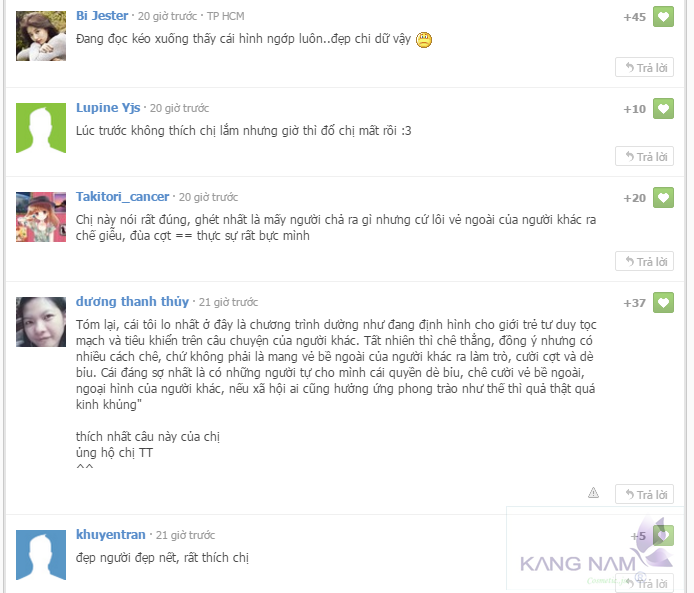 Bi Jester · 20 giờ trước · TP HCM
+45
Đang đọc kéo xuống thấy cái hình ngớp luôn..đẹp chi dữ vậy
Trả lời
Lupine Yjs · 20 giờ trước
+10
Lúc trước không thích chị lắm nhưng giờ thì đổ chị mất rồi :3
Trả lời
Takitori_cancer · 20 giờ trước
+20
Chị này nói rất đúng, ghét nhất là mấy người chả ra gì nhưng cứ lôi vẻ ngoài của người khác ra
chế giễu, đùa cợt == thực sự rất bực mình
Trả lời
dương thanh thúy · 21 giờ trước
+37
Tóm lại, cái tôi lo nhất ở đây là chương trình dường như đang định hình cho giới trẻ tư duy tọc
mạch và tiêu khiển trên câu chuyện của người khác. Tất nhiên thì chê thẳng, đồng ý nhưng có
nhiều cách chê, chứ không phải là mang vẻ bề ngoài của người khác ra làm trò, cười cợt và dè
bỉu. Cái đáng sợ nhất là có những người tự cho mình cái quyền dè bỉu, chê cười vẻ bề ngoài,
ngoại hình của người khác, nếu xã hội ai cũng hưởng ứng phong trào như thế thì quả thật quá
kinh khủng"
thích nhất câu này của chị
ủng hộ chị TT
^^
Trả lời
khuyentran · 21 giờ trước
+5
đẹp người đẹp nết, rất thích chị
KANG NAM
Trả lời